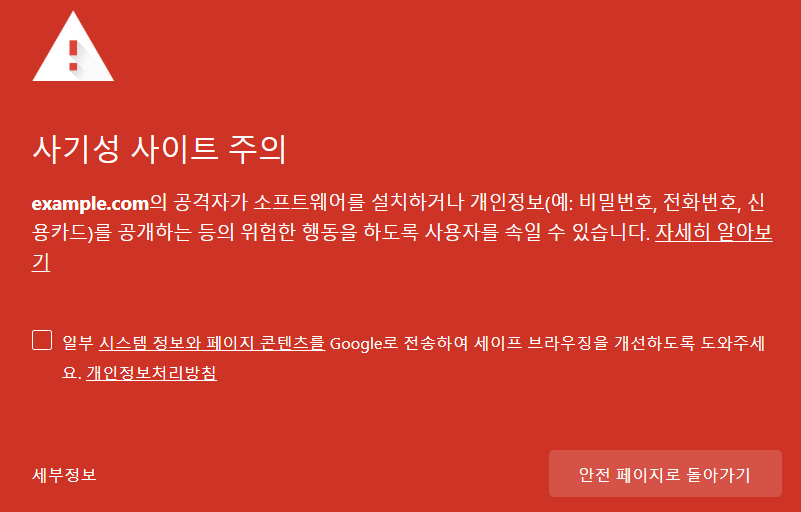 사기성 사이트 주의
example.com의 공격자가 소프트웨어를 설치하거나 개인정보(예: 비밀번호, 전화번호, 신
용카드)를 공개하는 등의 위험한 행동을 하도록 사용자를 속일 수 있습니다. 자세히 알아보
기
일부 시스템 정보와 페이지 콘텐츠를 Google로 전송하여 세이프 브라우징을 개선하도록 도와주세
요. 개인정보처리방침
세부정보
안전 페이지로 돌아가기